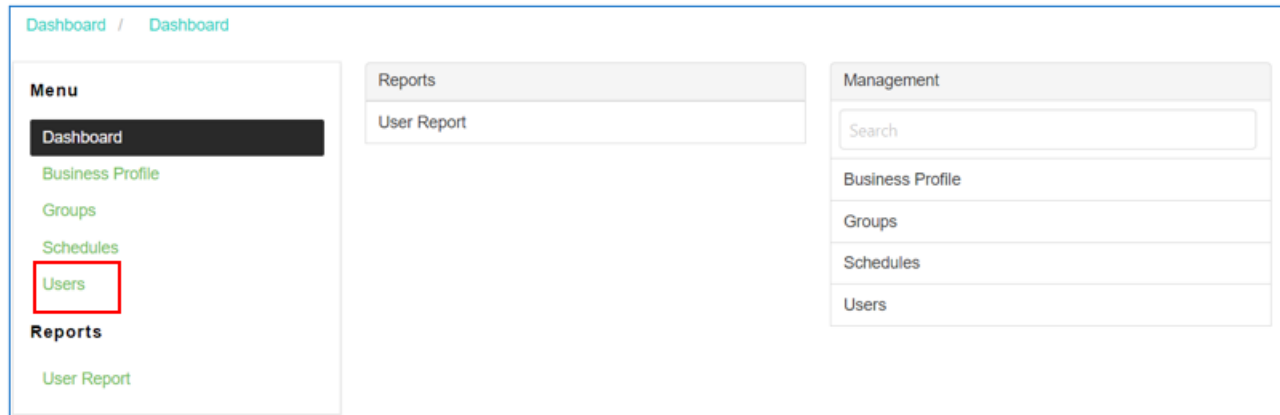 Dashboard / Dashboard
Menu
Dashboard
Business Profile
Groups
Schedules
Users
Reports
User Report
Reports
User Report
Management
Search
Business Profile
Groups
Schedules
Users